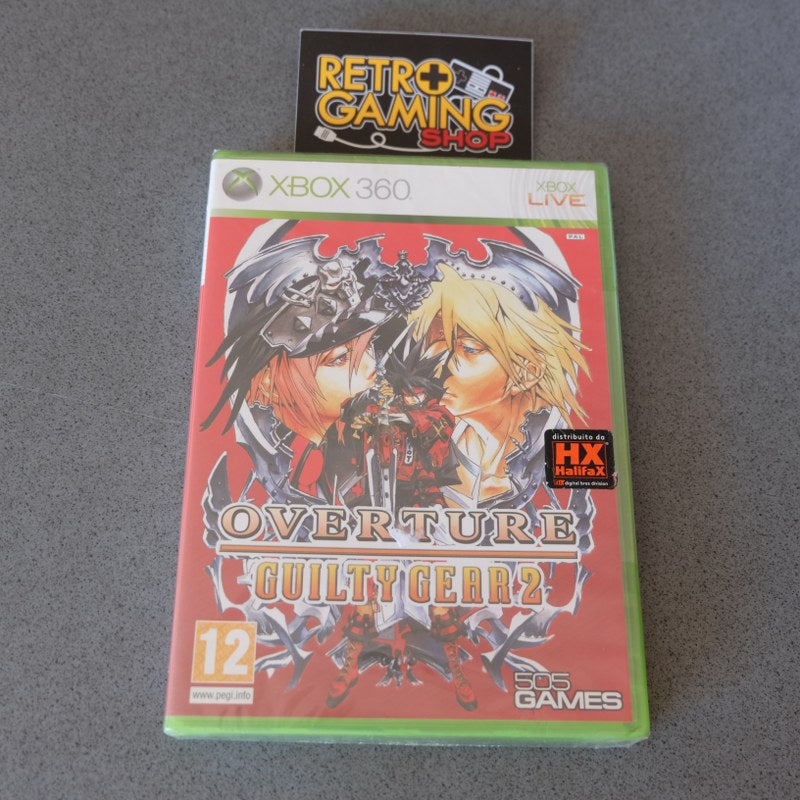 RETRO
GAMING
SHOP
XBOX 360
XBOX
LIVE
PAL
distribuito da
HX
HalifaX
digital bros division
OVERTURE
GUILTY GEAR 2
12
www.pegi.info
505
GAMES